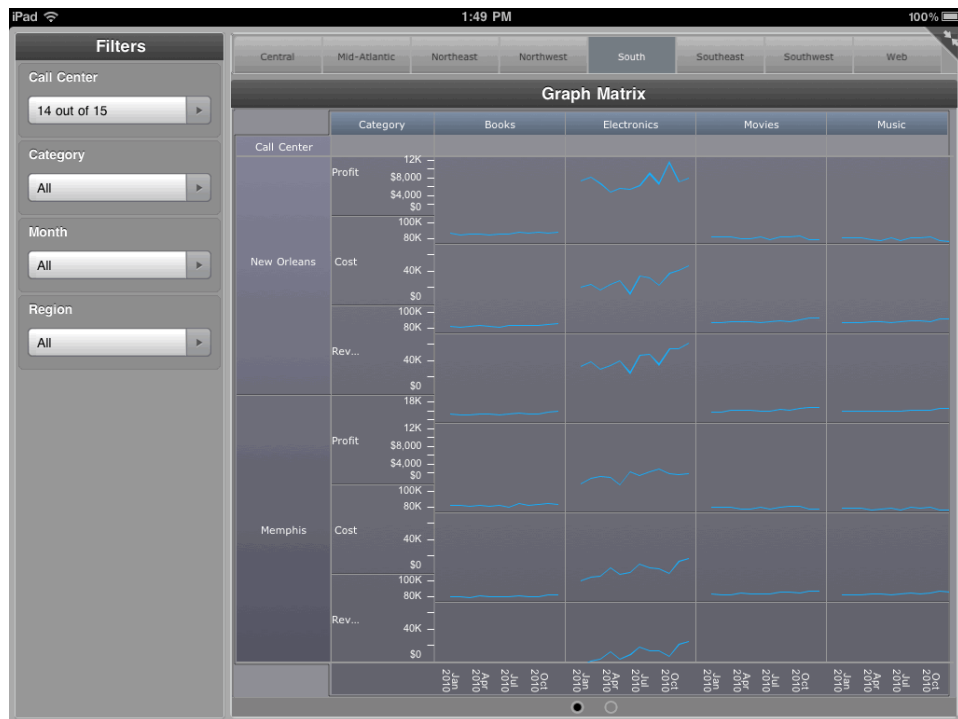 iPad 1:49 PM 100%
Filters
Call Center
14 out of 15
Category
All
Month
All
Region
All
Central Mid-Atlantic Northeast Northwest South Southeast Southwest Web
Graph Matrix
Category Books Electronics Movies Music
Call Center
New Orleans
Profit
12K
$8,000
$4,000
$0
Cost
100K
80K
40K
$0
Rev...
100K
80K
40K
$0
Memphis
Profit
18K
12K
$8,000
$4,000
$0
Cost
100K
80K
40K
$0
Rev...
100K
80K
40K
$0
Jan 2010 Apr 2010 Jul 2010 Oct 2010 Jan 2010 Apr 2010 Jul 2010 Oct 2010 Jan 2010 Apr 2010 Jul 2010 Oct 2010 Jan 2010 Apr 2010 Jul 2010 Oct 2010